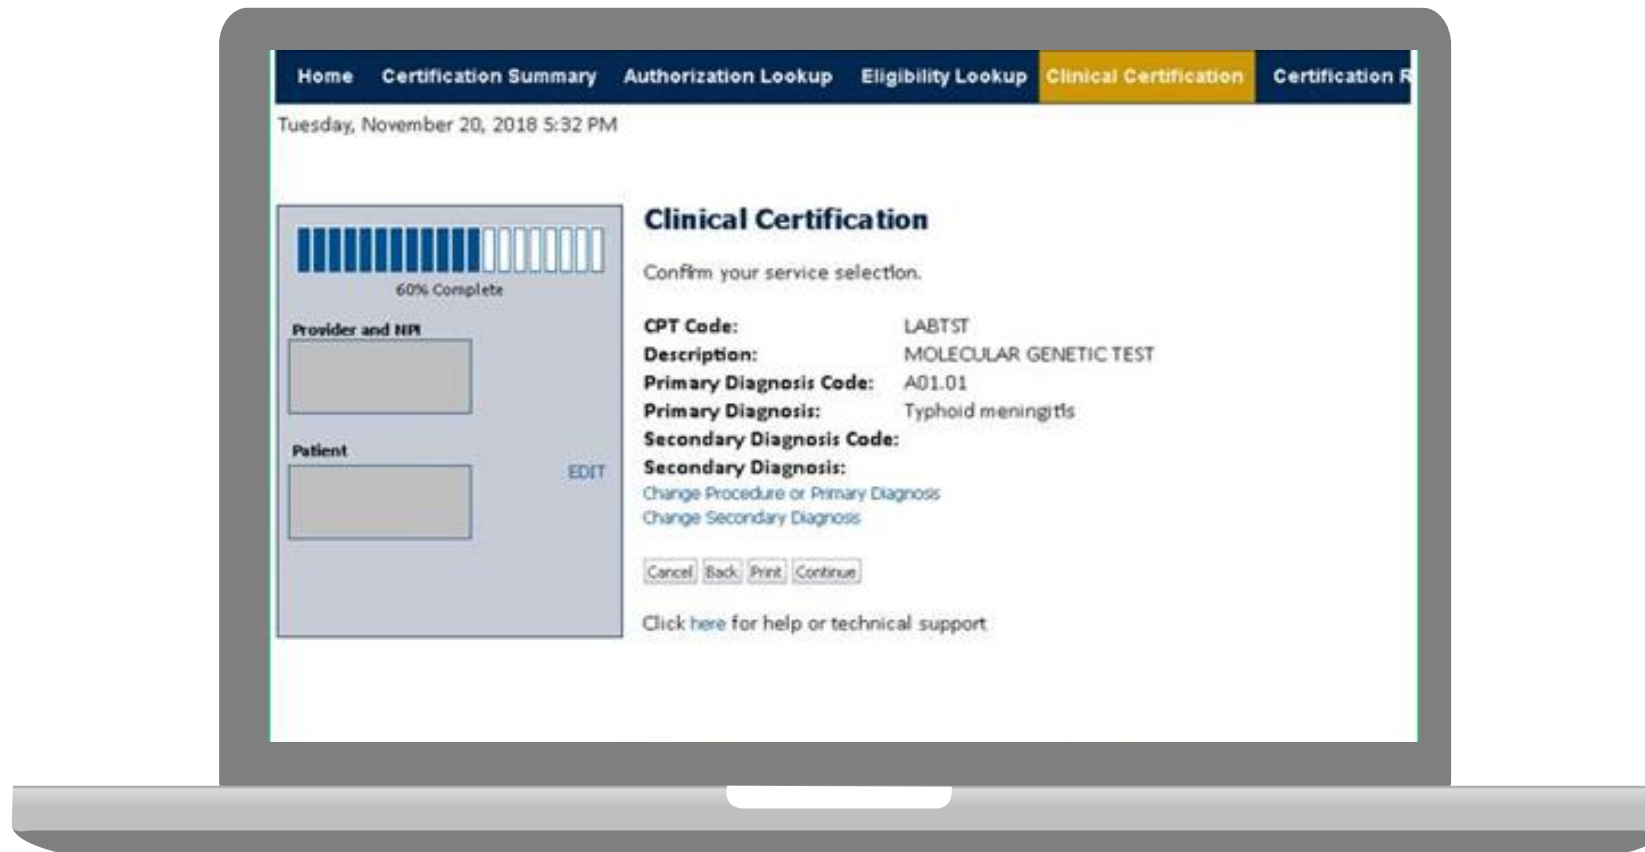 Home Certification Summary Authorization Lookup Eligibility Lookup Clinical Certification Certification R
Tuesday, November 20, 2018 5:32 PM
60% Complete
Provider and NPI
Patient
EDIT
Clinical Certification
Confirm your service selection.
CPT Code: LABTST
Description: MOLECULAR GENETIC TEST
Primary Diagnosis Code: A01.01
Primary Diagnosis: Typhoid meningitis
Secondary Diagnosis Code:
Secondary Diagnosis:
Change Procedure or Primary Diagnosis
Change Secondary Diagnosis
Cancel Back Print Continue
Click here for help or technical support